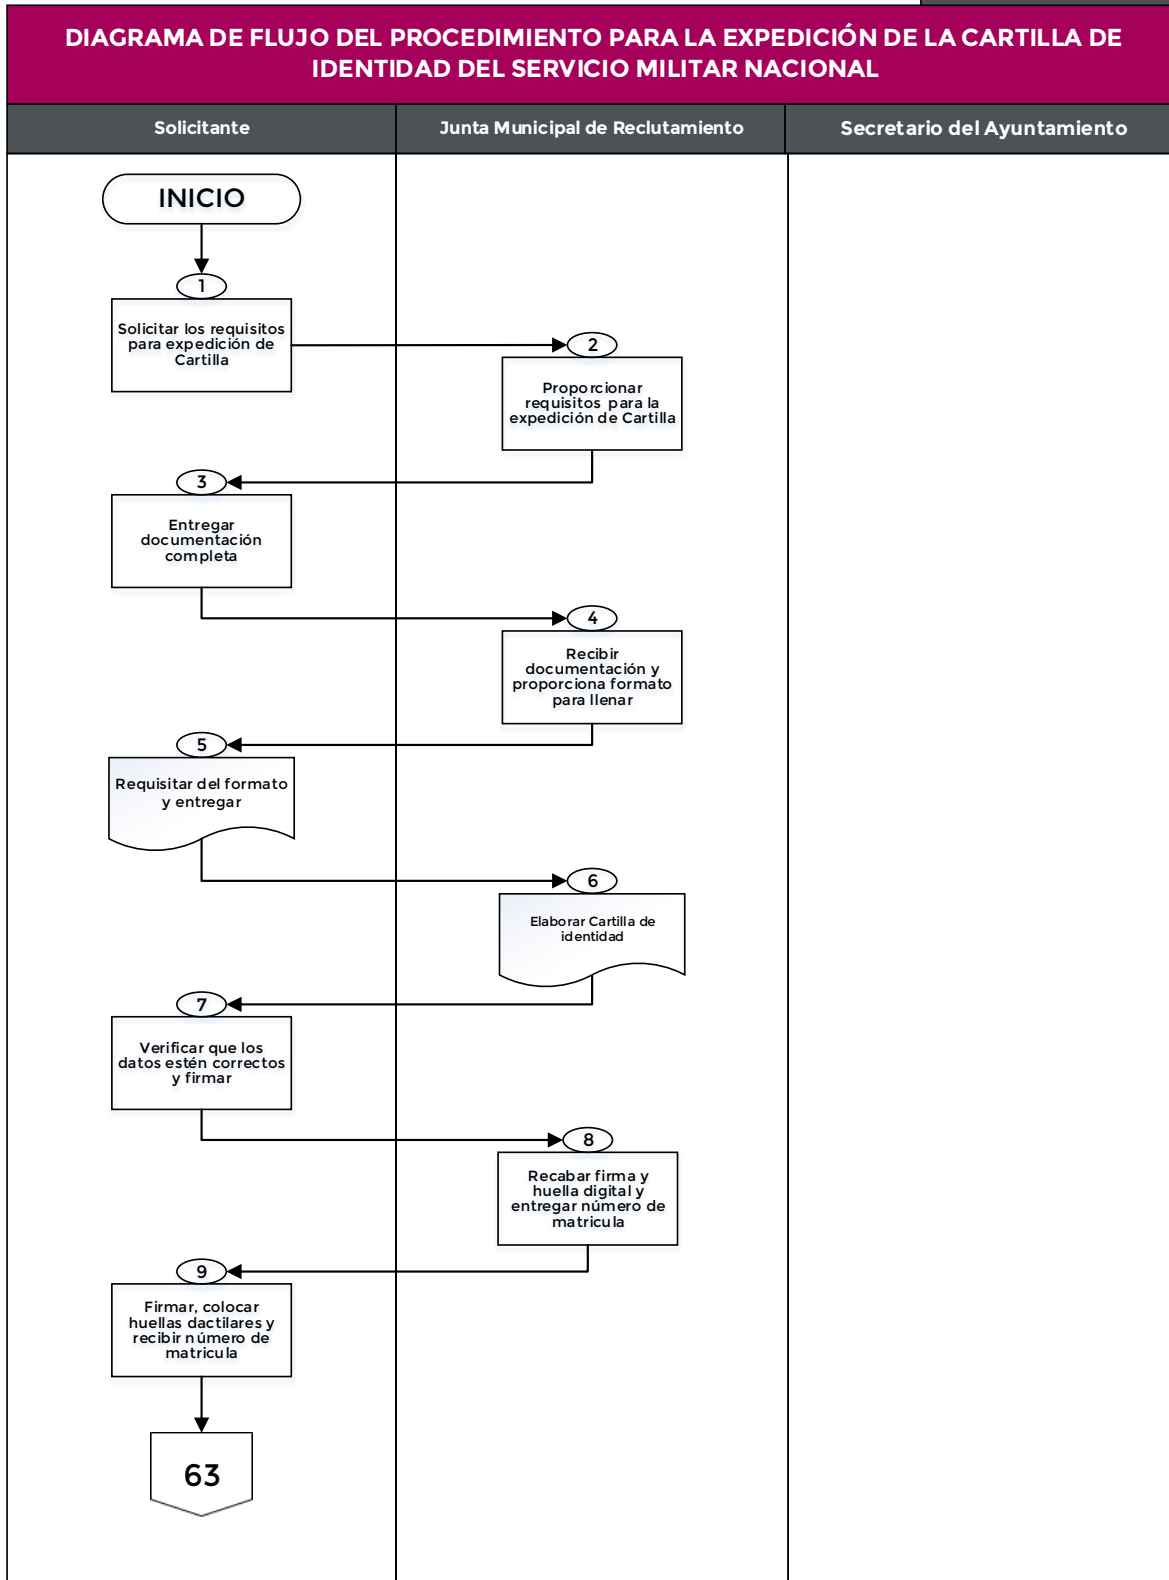 DIAGRAMA DE FLUJO DEL PROCEDIMIENTO PARA LA EXPEDICIÓN DE LA CARTILLA DE
IDENTIDAD DEL SERVICIO MILITAR NACIONAL
Solicitante
Junta Municipal de Reclutamiento
Secretario del Ayuntamiento
INICIO
1
Solicitar los requisitos
para expedición de
Cartilla
2
Proporcionar
requisitos para la
expedición de Cartilla
3
Entregar
documentación
completa
4
Recibir
documentación y
proporciona formato
para llenar
5
Requisitar del formato
y entregar
6
Elaborar Cartilla de
identidad
7
Verificar que los
datos estén correctos
y firmar
8
Recabar firma y
huella digital y
entregar número de
matricula
9
Firmar, colocar
huellas dactilares y
recibir número de
matricula
63